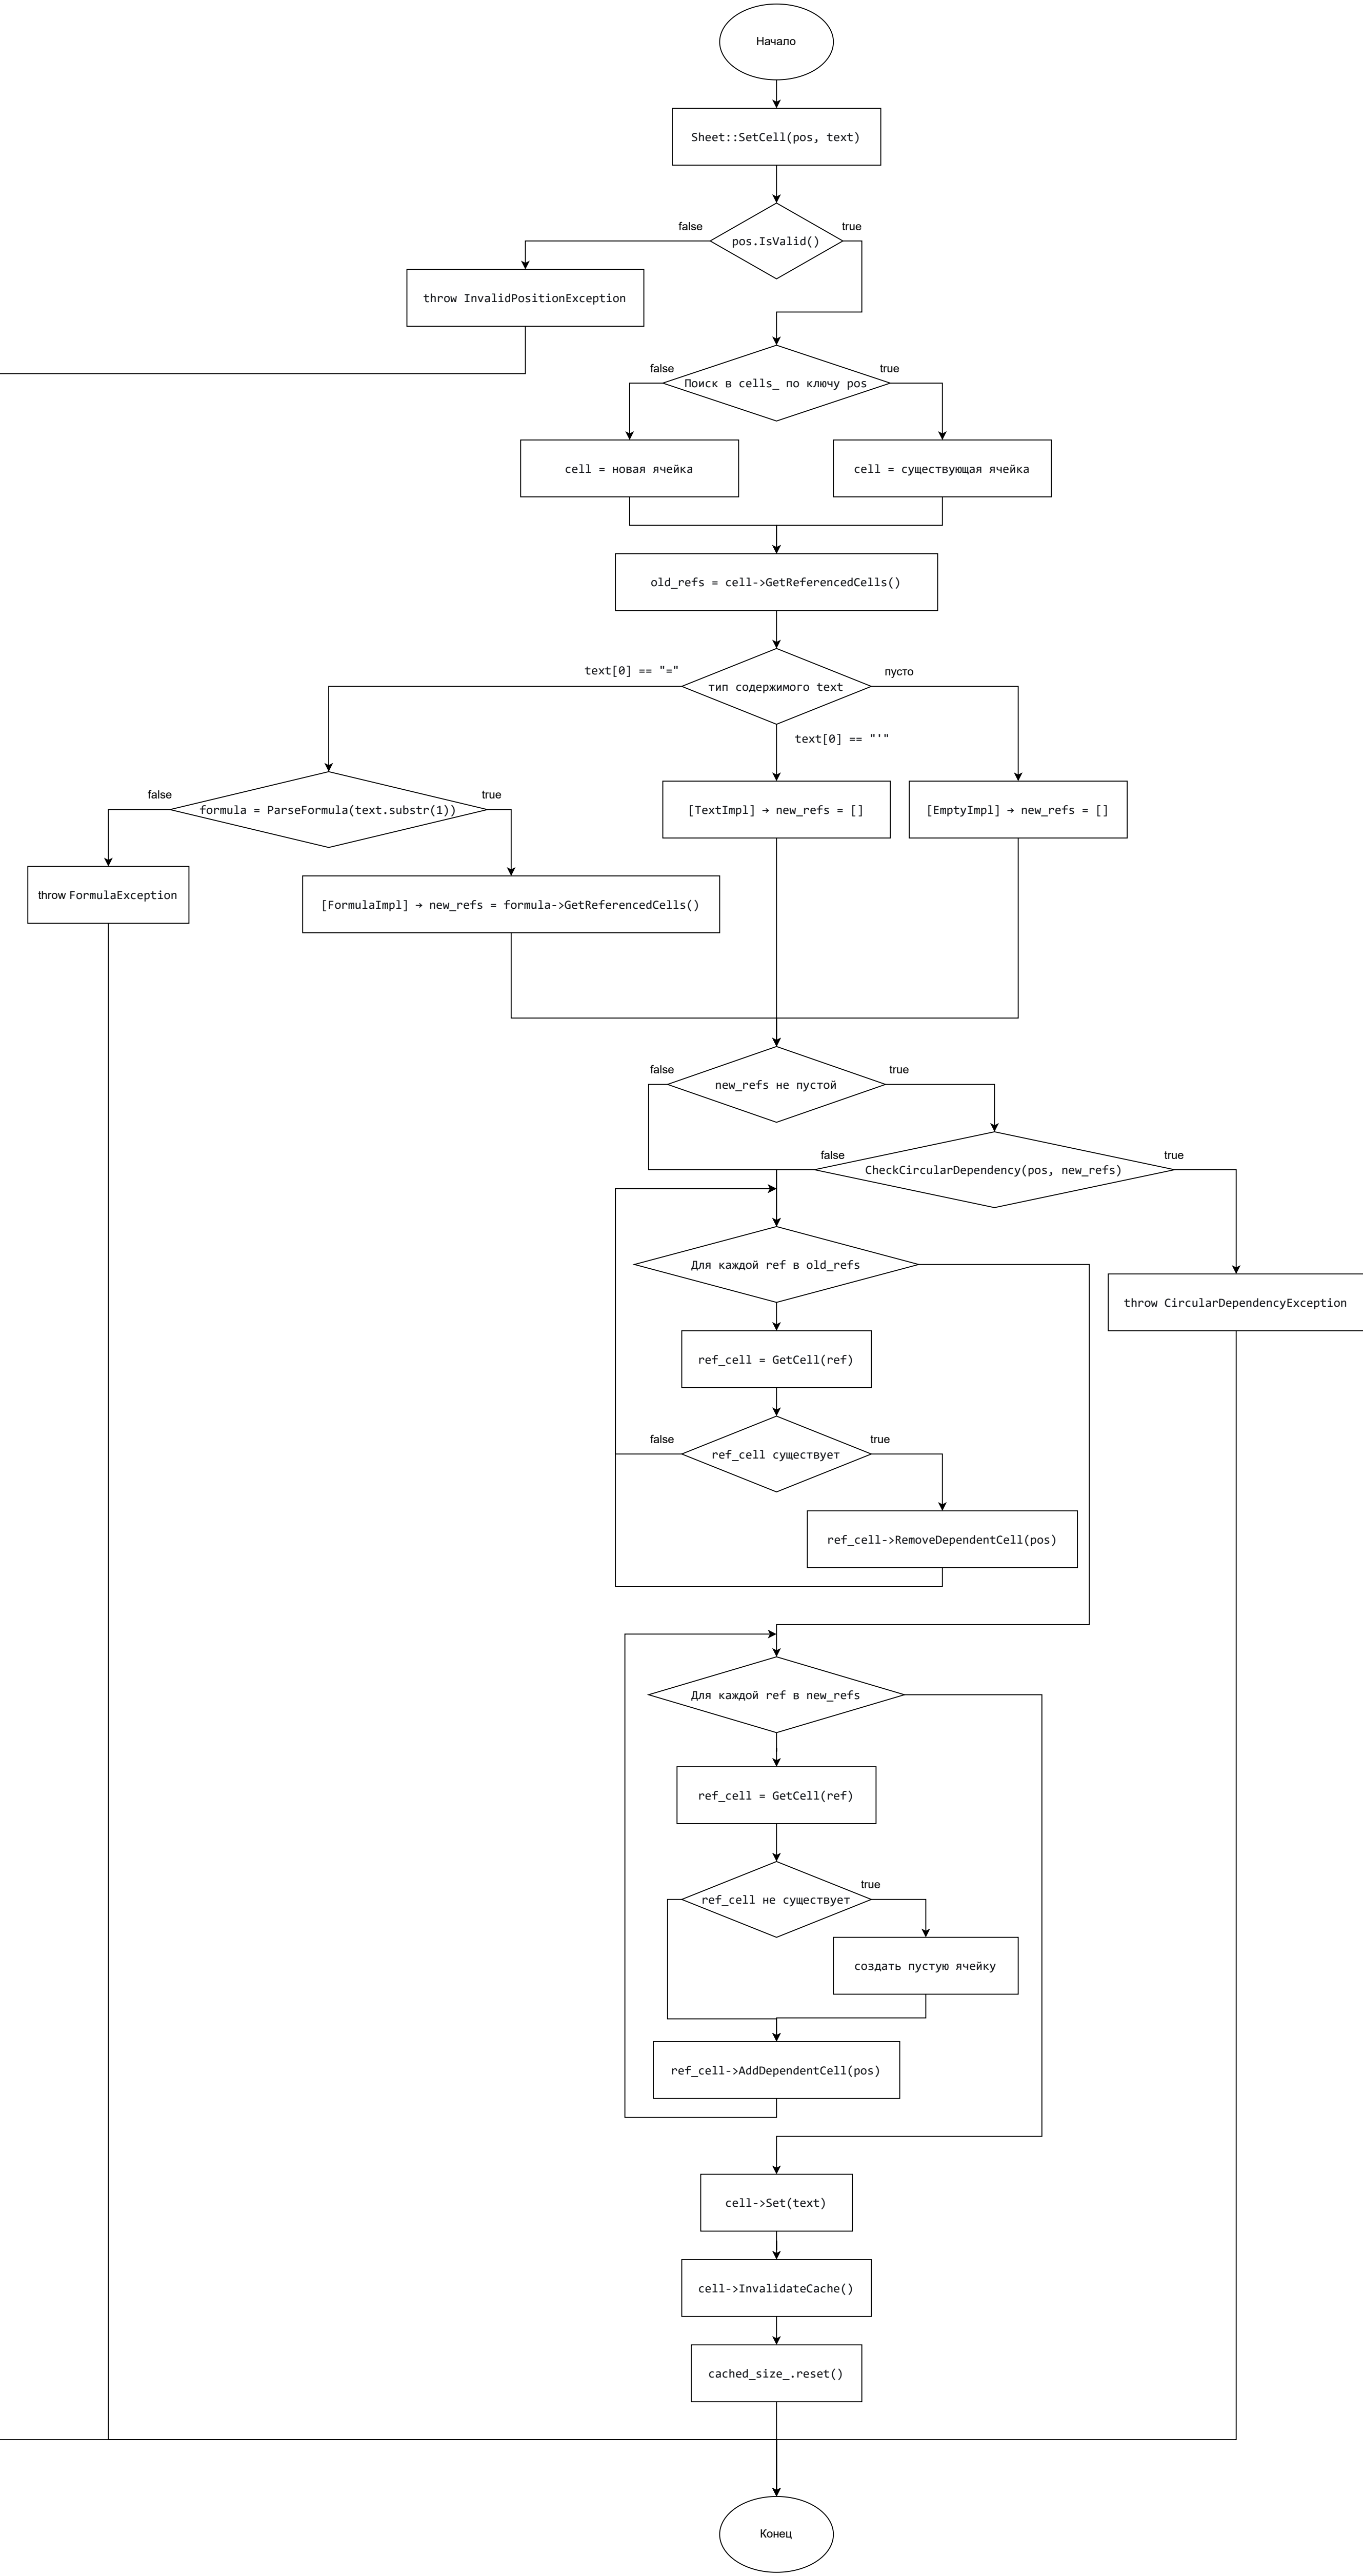 Начало
Sheet::SetCell(pos, text)
false
true
pos.IsValid()
throw InvalidPositionException
false
true
Поиск в cells_ по ключу pos
cell = новая ячейка
cell = существующая ячейка
old_refs = cell->GetReferencedCells()
text[0] == "="
пусто
тип содержимого text
text[0] == "'"
false
true
formula = ParseFormula(text.substr(1))
[TextImpl] → new_refs = []
[EmptyImpl] → new_refs = []
throw FormulaException
[FormulaImpl] → new_refs = formula->GetReferencedCells()
false
true
new_refs не пустой
false
true
CheckCircularDependency(pos, new_refs)
Для каждой ref в old_refs
throw CircularDependencyException
ref_cell = GetCell(ref)
false
true
ref_cell существует
ref_cell->RemoveDependentCell(pos)
Для каждой ref в new_refs
ref_cell = GetCell(ref)
true
ref_cell не существует
создать пустую ячейку
ref_cell->AddDependentCell(pos)
cell->Set(text)
cell->InvalidateCache()
cached_size_.reset()
Конец